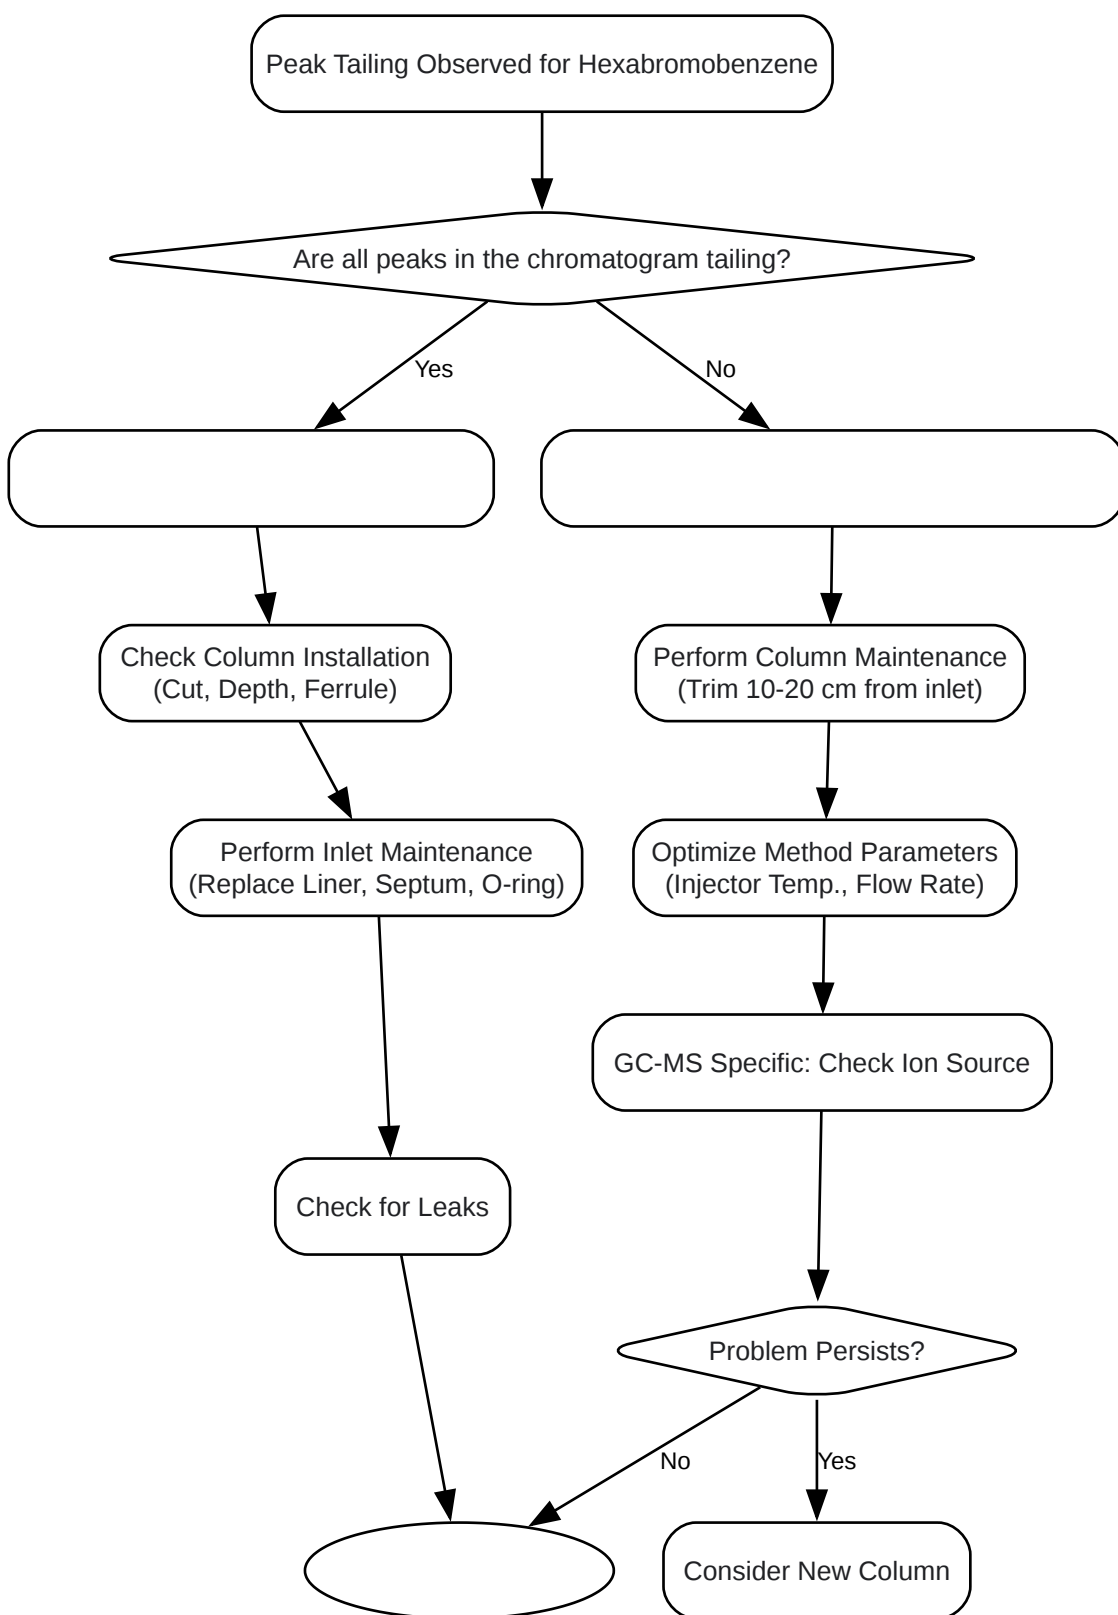 Peak Tailing Observed for Hexabromobenzene
Are all peaks in the chromatogram tailing?
Yes
No
Check Column Installation
(Cut, Depth, Ferrule)
Perform Column Maintenance
(Trim 10-20 cm from inlet)
Perform Inlet Maintenance
(Replace Liner, Septum, O-ring)
Optimize Method Parameters
(Injector Temp., Flow Rate)
GC-MS Specific: Check Ion Source
Check for Leaks
Problem Persists?
No
Yes
Consider New Column